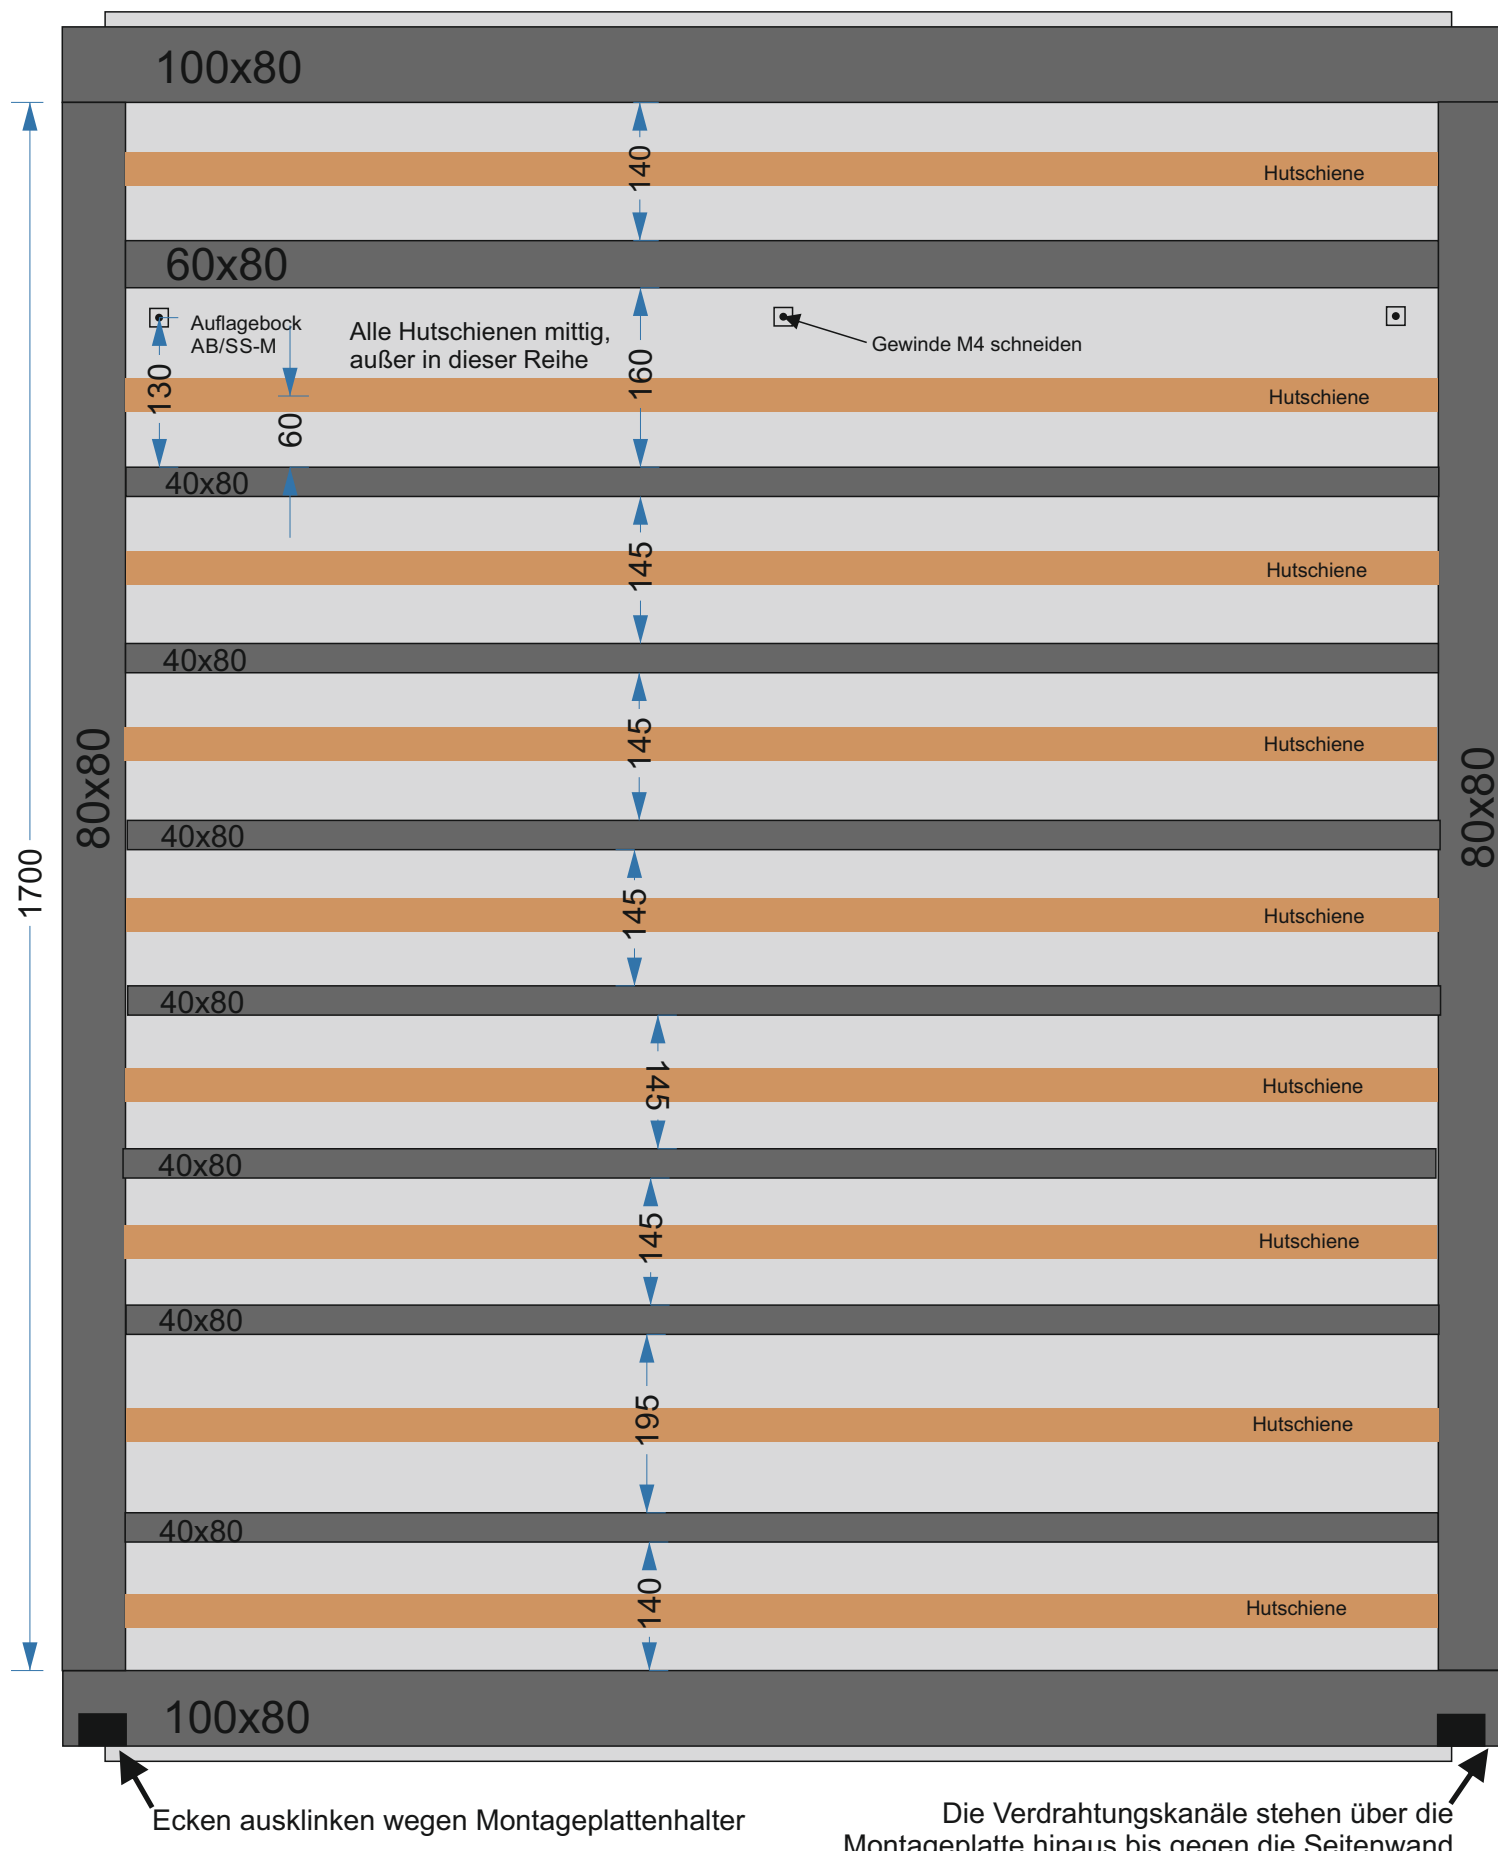 100x80
140
Hutschiene
60x80
Auflagebock
AB/SS-M
Alle Hutschienen mittig,
außer in dieser Reihe
160
Gewinde M4 schneiden
130
60
Hutschiene
40x80
145
Hutschiene
40x80
145
Hutschiene
80x80
80x80
40x80
1700
145
Hutschiene
40x80
145
Hutschiene
40x80
145
Hutschiene
40x80
195
Hutschiene
40x80
140
Hutschiene
100x80
Ecken ausklinken wegen Montageplattenhalter
Die Verdrahtungskanäle stehen über die
Montageplatte hinaus bis gegen die Seitenwand